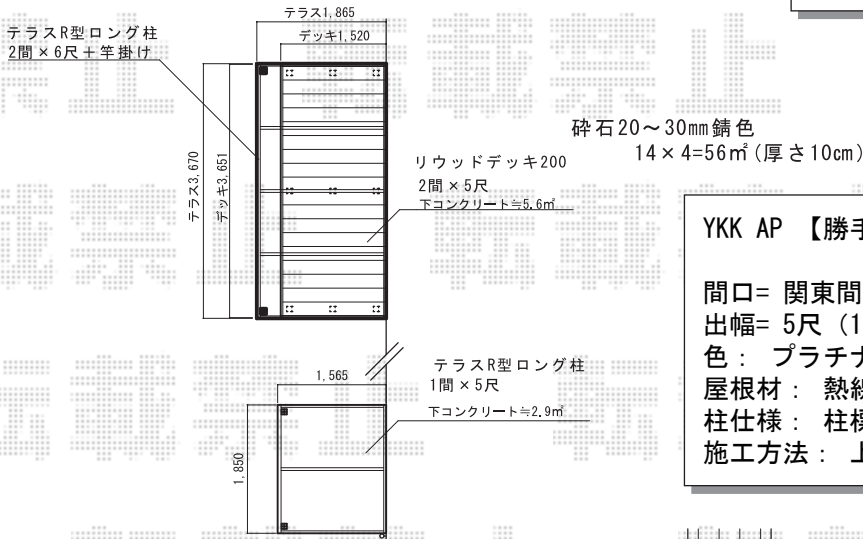 テラス1,865
デッキ1,520
テラスR型ロング柱
2間×6尺＋竿掛け
テラス3,670
デッキ3,651
砕石20～30㎜錆色
14×4=56㎡(厚さ10cm)
リウッドデッキ200
2間×5尺
下コンクリート≒5.6㎡
YKK AP 【勝手
間口= 関東間
出幅= 5尺 (1
色： プラチナ
屋根材： 熱線
柱仕様： 柱標
施工方法： 上
テラスR型ロング柱
1間×5尺
下コンクリート≒2.9㎡
1,565
1,850
転載禁止